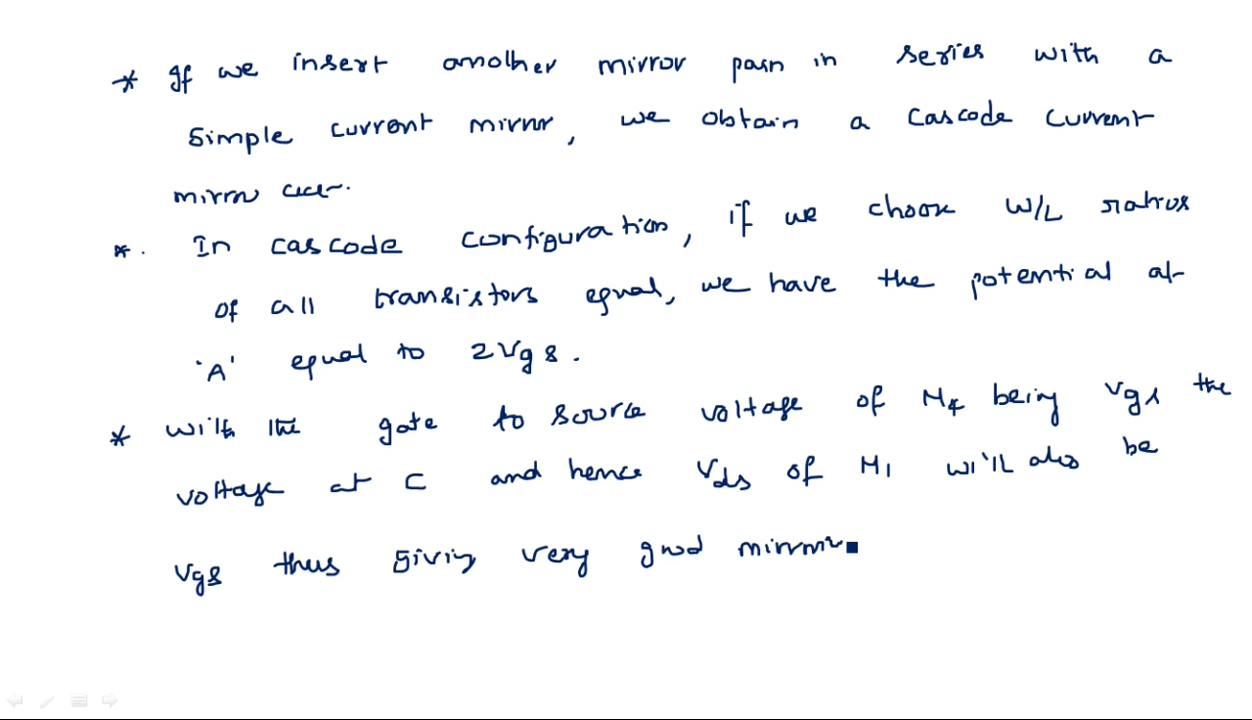 * If we insert another mirror pair in series with a
simple current mirror, we obtain a cascode current
mirror
*. In cascode configuration, if we choose W/L ratios
of all transistors equal, we have the potential at
'A' equal to 2Vgs.
* with the gate to source voltage of M4 being Vgs the
voltage at C and hence Vds of M1 will also be
Vgs thus giving very good mirror